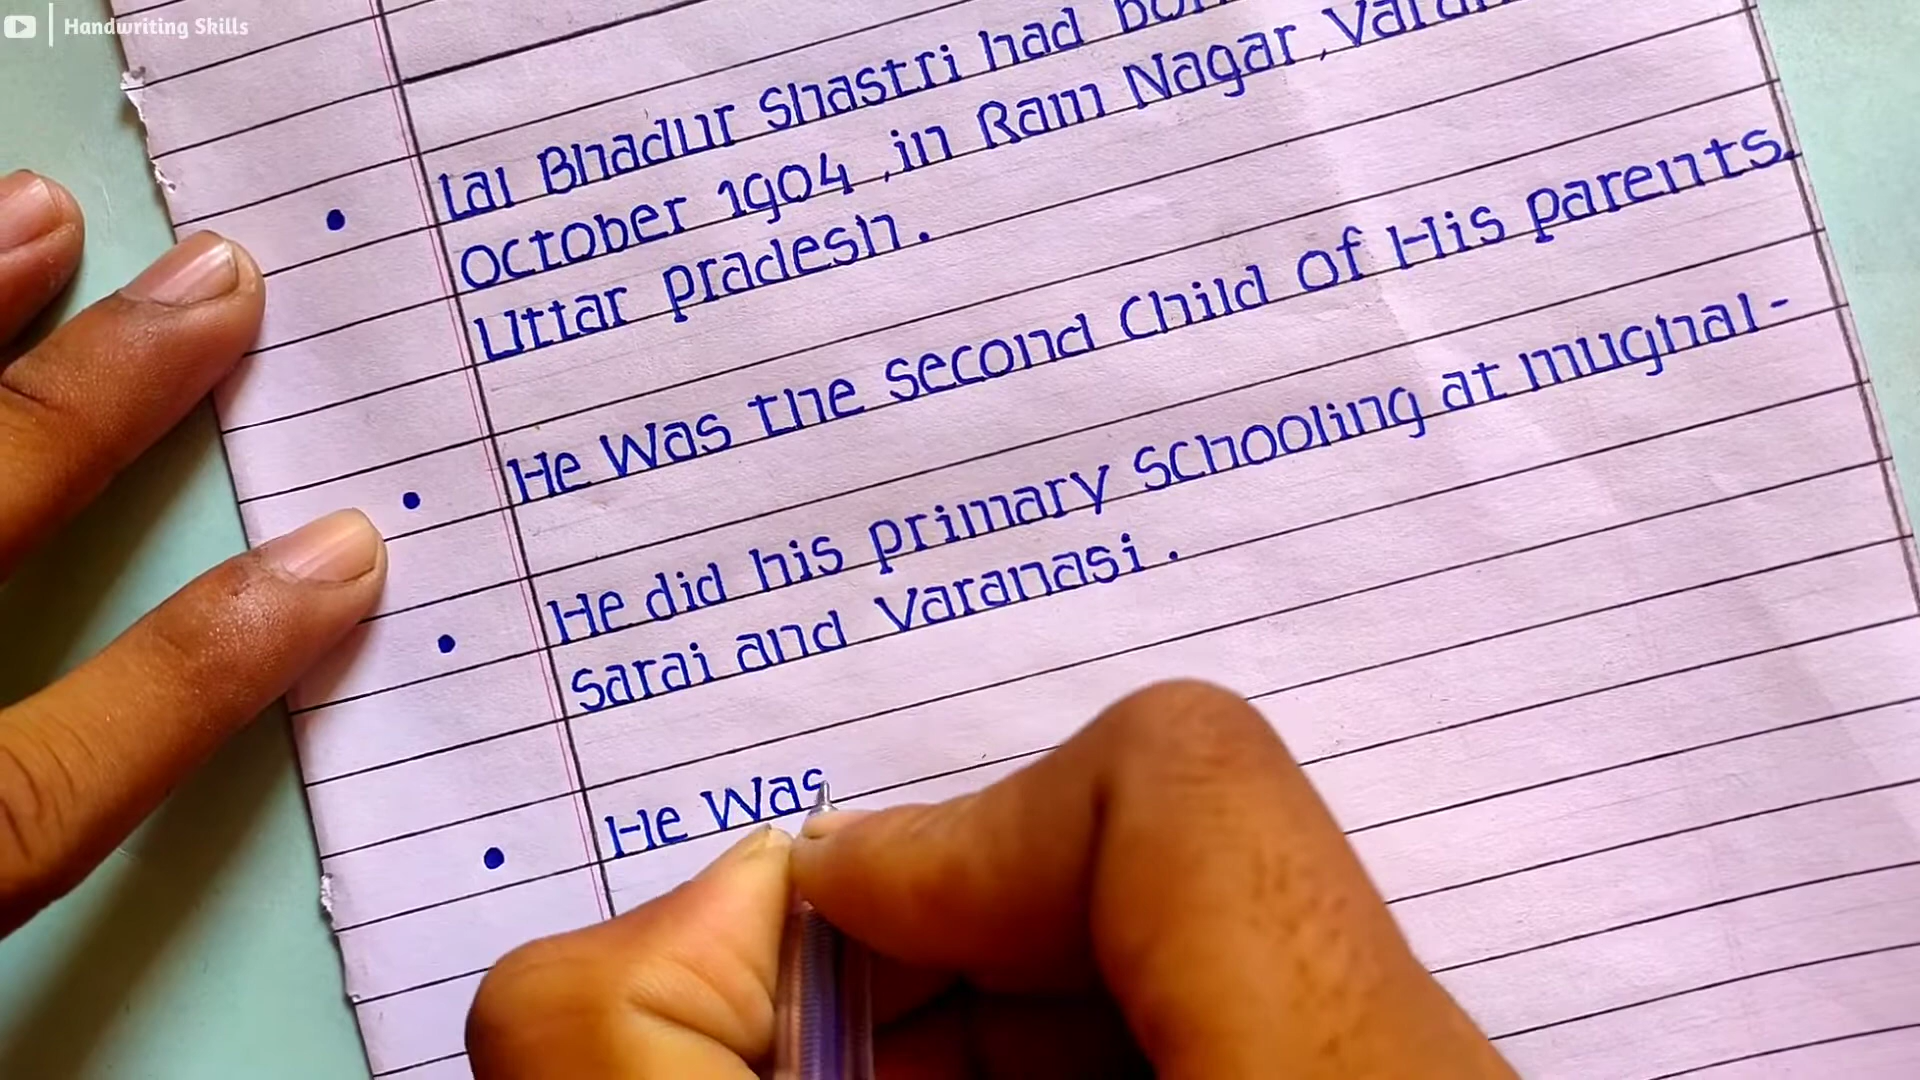 Handwriting Skills
Lal Bhadur Shastri had
October 1904 ,in Ram Nagar ,
Uttar Pradesh.
He Was the second Child Of His parents.
He did his primary Schooling at mughal-
Sarai and Varanasi.
He Was